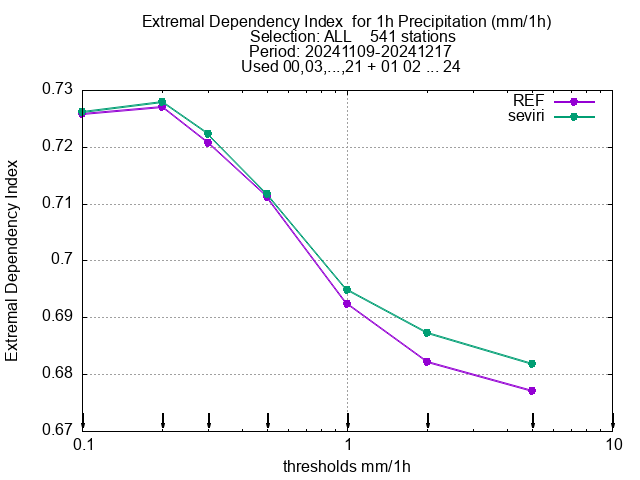 Extremal Dependency Index  for 1h Precipitation (mm/1h)
Selection: ALL    541 stations
Period: 20241109-20241217
Used 00,03,...,21 + 01 02 ... 24
REF
seviri
0.73
0.72
0.71
0.7
0.69
0.68
0.67
Extremal Dependency Index
0.1 1 10
thresholds mm/1h